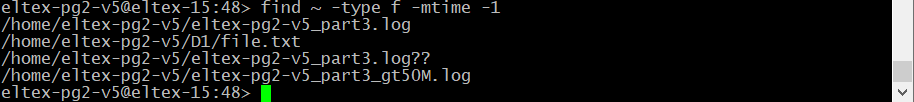 eltex-pg2-v5@eltex-15:48> find ~ -type f -mtime -1
/home/eltex-pg2-v5/eltex-pg2-v5_part3.log
/home/eltex-pg2-v5/D1/file.txt
/home/eltex-pg2-v5/eltex-pg2-v5_part3.log??
/home/eltex-pg2-v5/eltex-pg2-v5_part3_gt50M.log
eltex-pg2-v5@eltex-15:48>